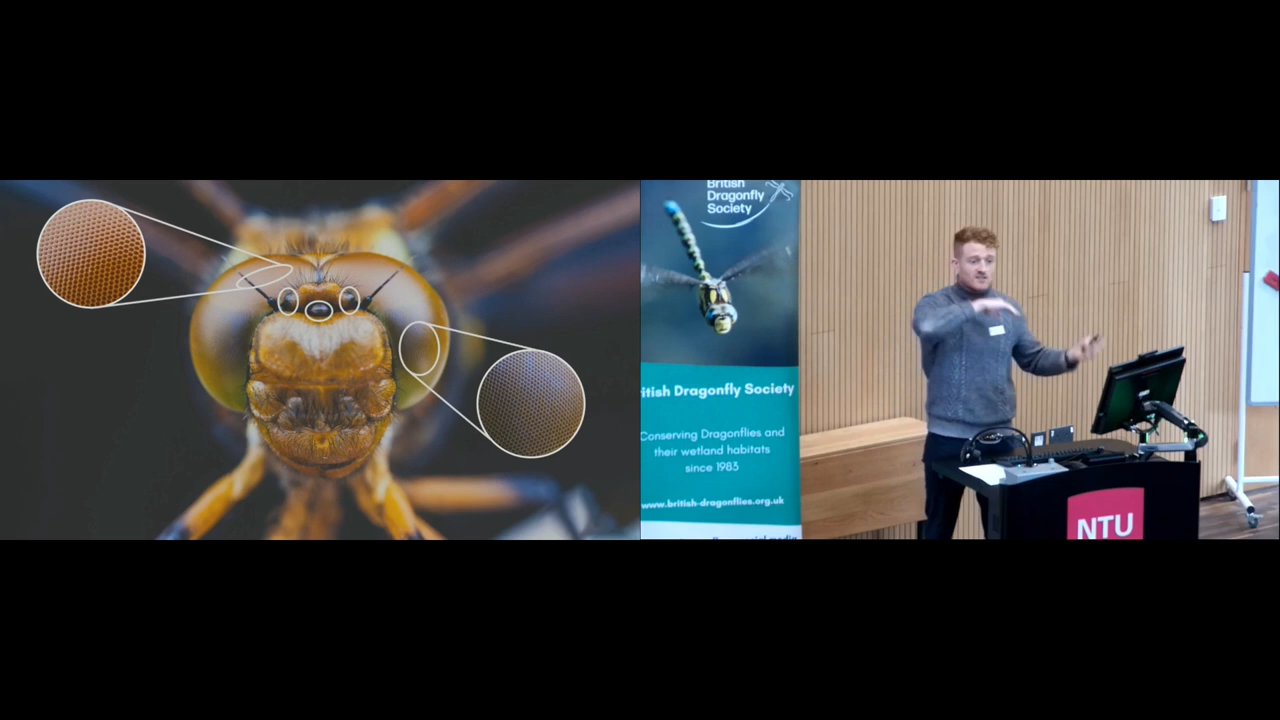 British
Dragonfly
Society
itish Dragonfly Society
Conserving Dragonflies and
their wetland habitats
since 1983
www.british-dragonflies.org.uk
NTU